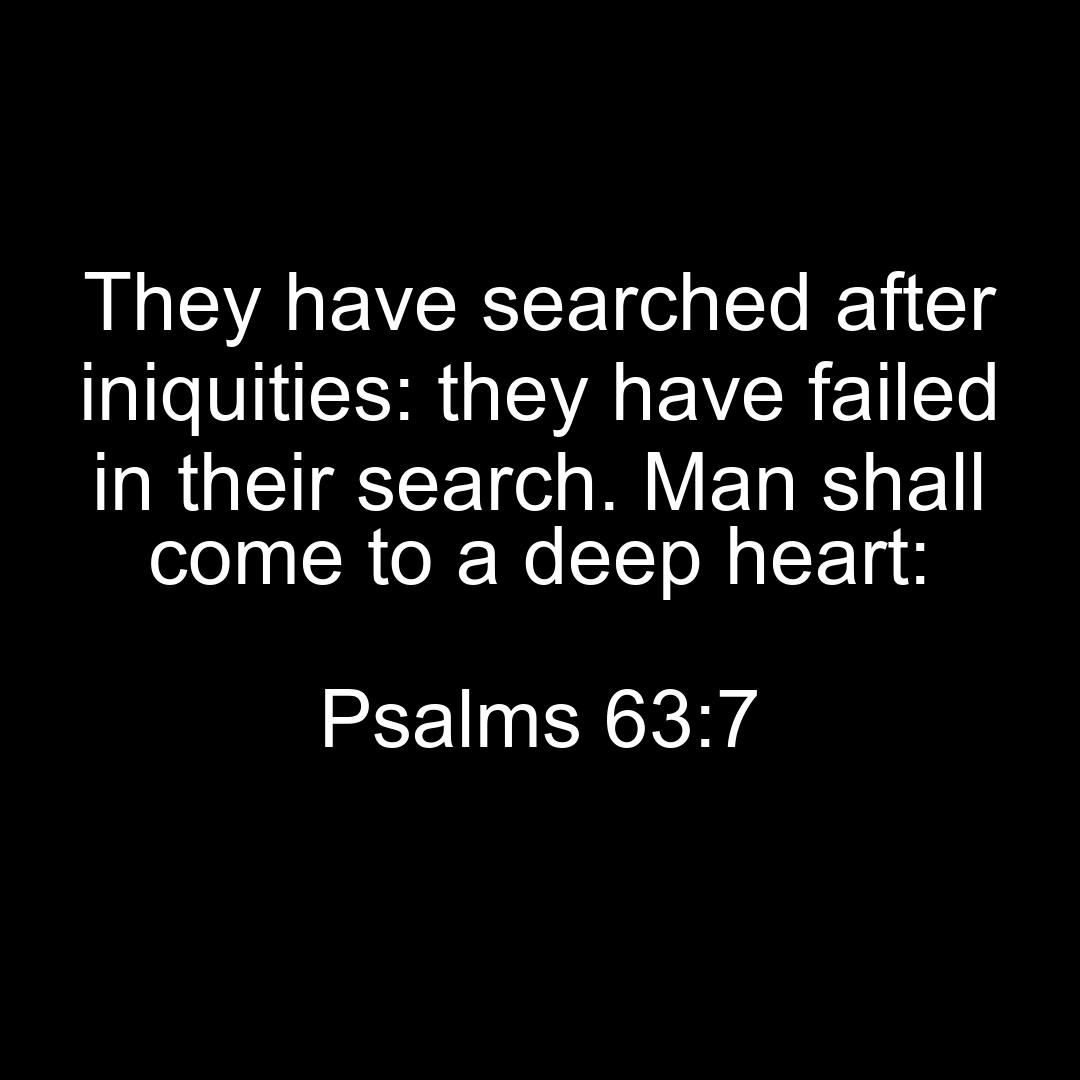 They have searched after
iniquities: they have failed
in their search. Man shall
come to a deep heart:
Psalms 63:7